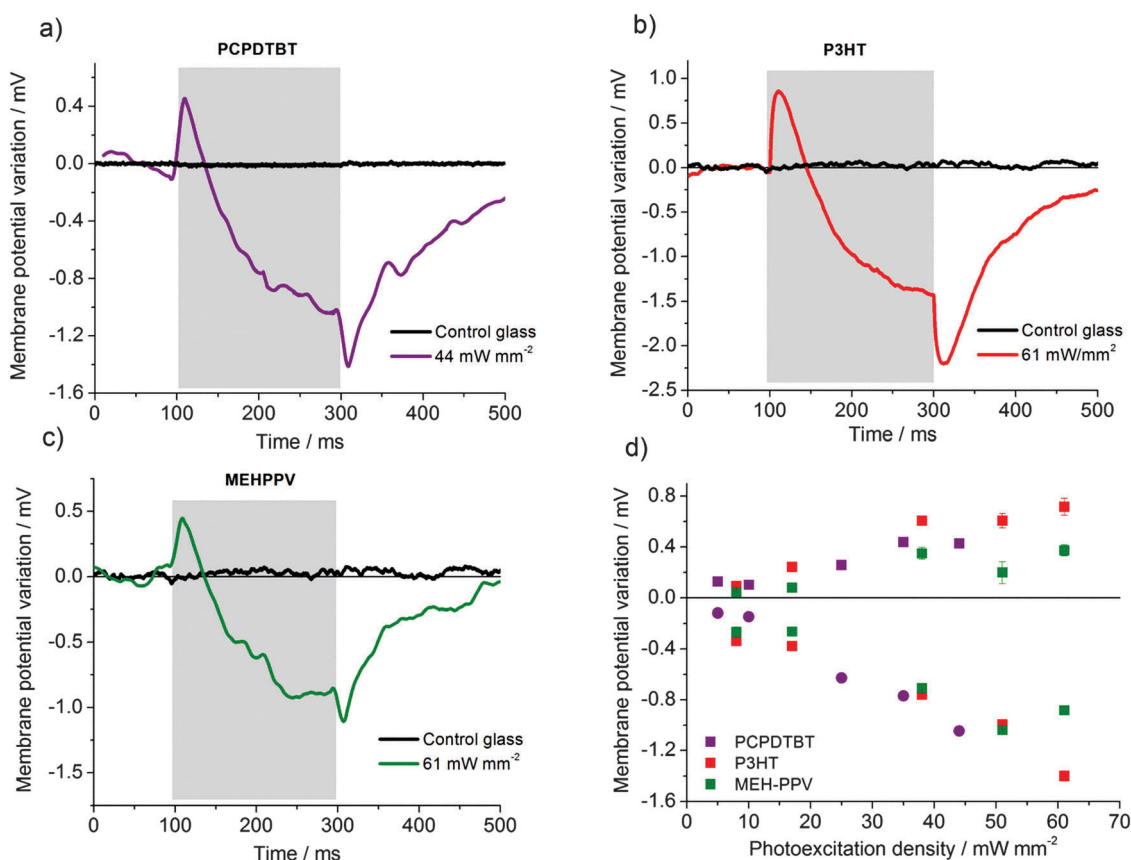 a)
PCPDTBT
Membrane potential variation / mV
0.4
0.0
-0.4
-0.8
-1.2
-1.6
Control glass
44 mW mm⁻²
0 100 200 300 400 500
Time / ms
b)
P3HT
Membrane potential variation / mV
1.0
0.5
0.0
-0.5
-1.0
-1.5
-2.0
-2.5
Control glass
61 mW/mm²
0 100 200 300 400 500
Time / ms
c)
MEHPPV
Membrane potential variation / mV
0.5
0.0
-0.5
-1.0
-1.5
Control glass
61 mW mm⁻²
0 100 200 300 400 500
Time / ms
d)
Membrane potential variation / mV
0.8
0.4
0.0
-0.4
-0.8
-1.2
-1.6
PCPDTBT
P3HT
MEH-PPV
0 10 20 30 40 50 60 70
Photoexcitation density / mW mm⁻²